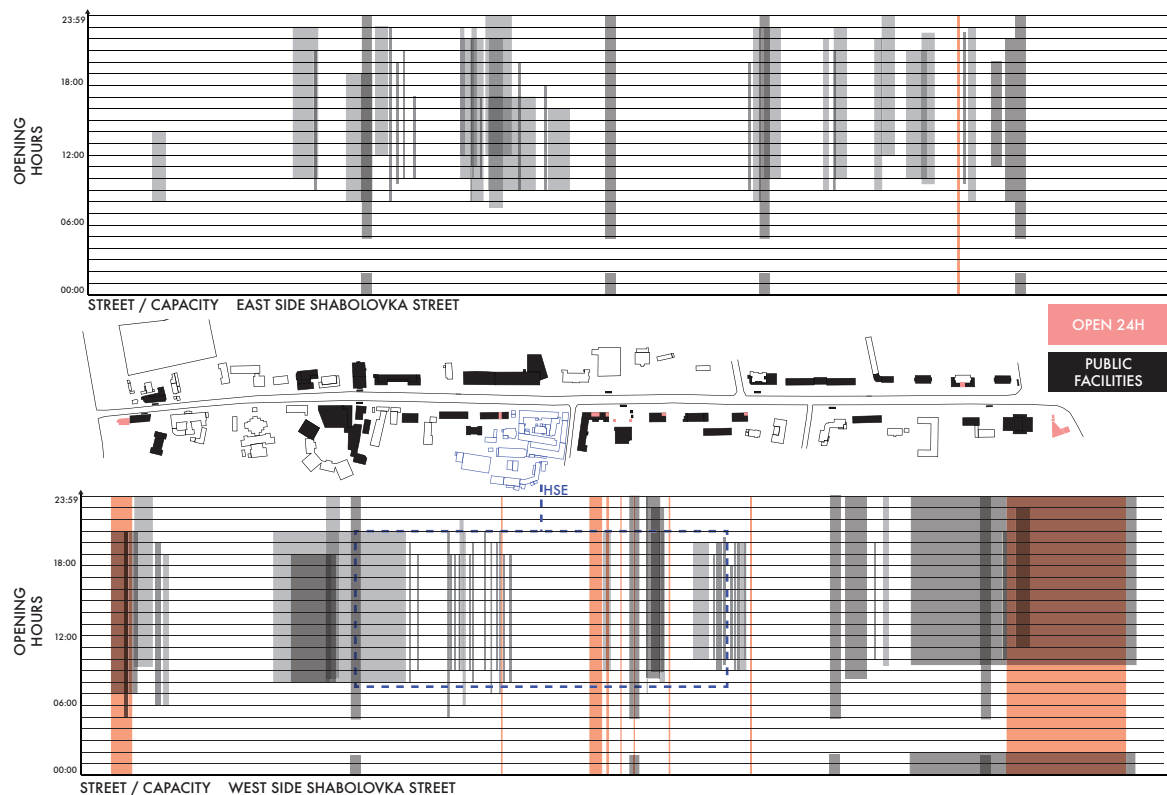 23:59
18:00
12:00
06:00
00:00
OPENING
HOURS
STREET / CAPACITY EAST SIDE SHABOLOVKA STREET
OPEN 24H
PUBLIC
FACILITIES
HSE
23:59
18:00
12:00
06:00
00:00
OPENING
HOURS
STREET / CAPACITY WEST SIDE SHABOLOVKA STREET